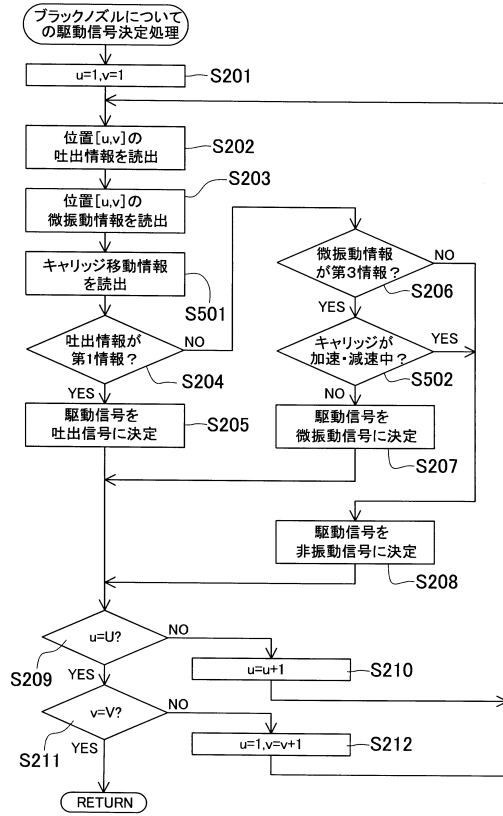 ブラックノズルについて
の駆動信号決定処理
u=1,v=1
S201
位置[u,v]の
吐出情報を読出
S202
S203
位置[u,v]の
微振動情報を読出
キャリッジ移動情報
を読出
S501
吐出情報が
第1情報?
NO
S204
YES
駆動信号を
吐出信号に決定
S205
微振動情報
が第3情報?
NO
S206
YES
キャリッジが
加速・減速中?
YES
S502
NO
駆動信号を
微振動信号に決定
S207
駆動信号を
非振動信号に決定
S208
u=U?
NO
S209
YES
u=u+1
S210
v=V?
NO
S211
YES
u=1,v=v+1
S212
RETURN